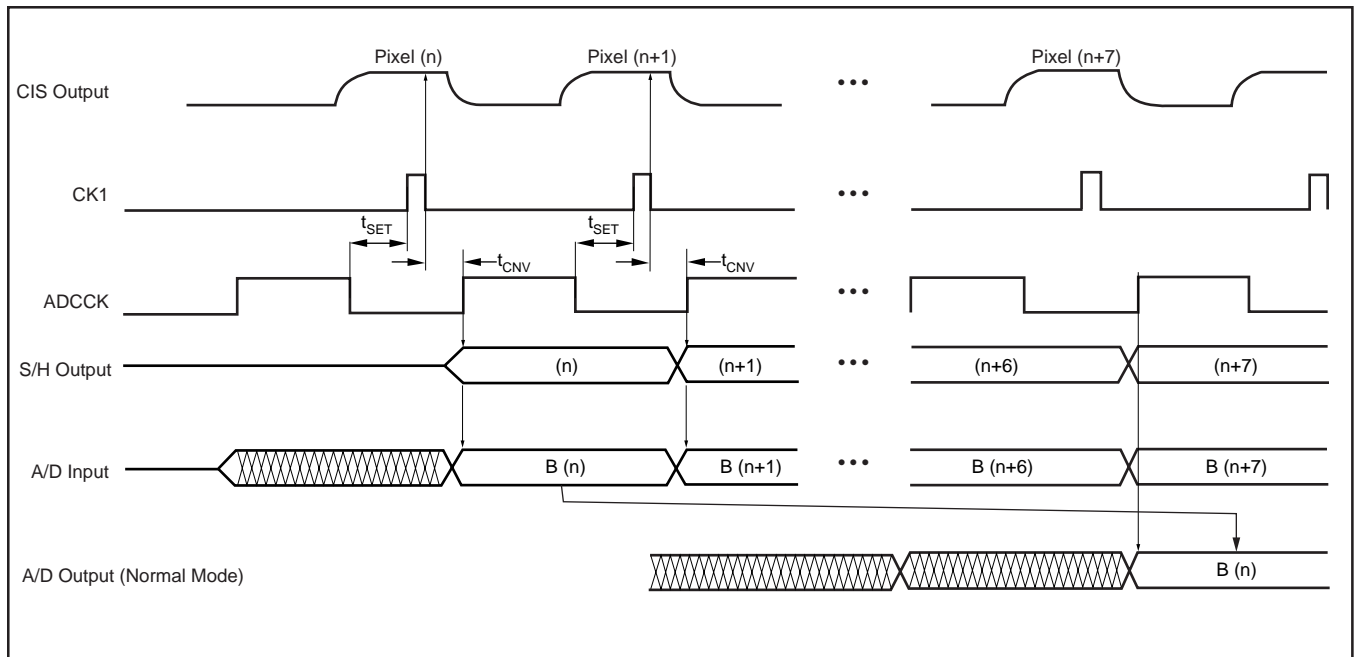 Pixel (n) Pixel (n+1) Pixel (n+7)
CIS Output •••
CK1 •••
tSET tSET
tCNV tCNV
ADCCK •••
S/H Output (n) (n+1) ••• (n+6) (n+7)
A/D Input B (n) B (n+1) ••• B (n+6) B (n+7)
A/D Output (Normal Mode) B (n)